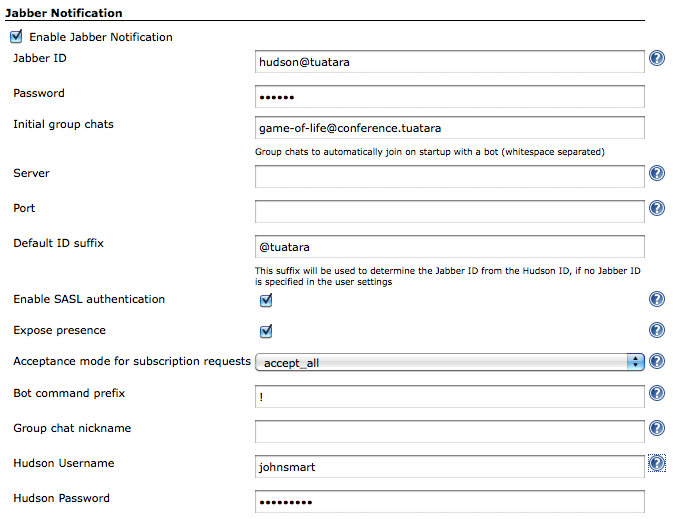 Jabber Notification
Enable Jabber Notification
Jabber ID
hudson@tuatara
Password
••••••
Initial group chats
game-of-life@conference.tuatara
Group chats to automatically join on startup with a bot (whitespace separated)
Server
Port
Default ID suffix
@tuatara
This suffix will be used to determine the Jabber ID from the Hudson ID, if no Jabber ID
is specified in the user settings
Enable SASL authentication
Expose presence
Acceptance mode for subscription requests
accept_all
Bot command prefix
!
Group chat nickname
Hudson Username
johnsmart
Hudson Password
•••••••••